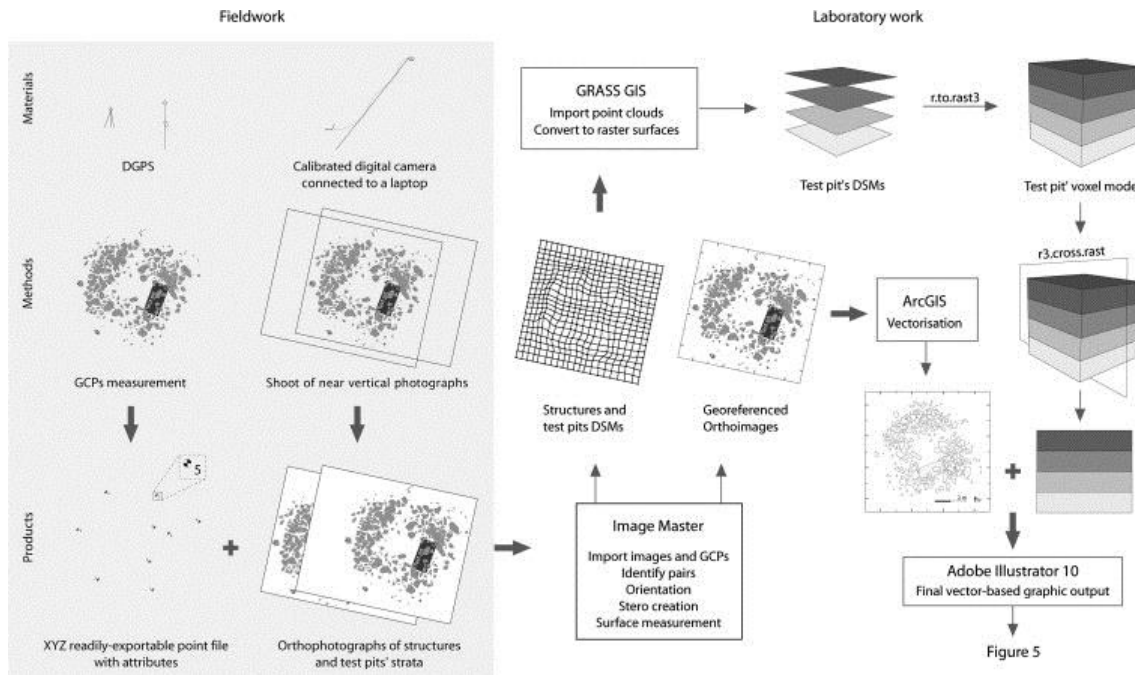 Fieldwork
Laboratory work
Materials
DGPS
Calibrated digital camera
connected to a laptop
Methods
GCPs measurement
Shoot of near vertical photographs
Products
5
+
XYZ readily-exportable point file
with attributes
Orthophotographs of structures
and test pits' strata
GRASS GIS
Import point clouds
Convert to raster surfaces
Test pit's DSMs
r.to.rast3
Test pit' voxel model
r3.cross.rast
Structures and
test pits DSMs
Georeferenced
Orthoimages
ArcGIS
Vectorisation
+
Image Master
Import images and GCPs
Identify pairs
Orientation
Stero creation
Surface measurement
Adobe Illustrator 10
Final vector-based graphic output
Figure 5